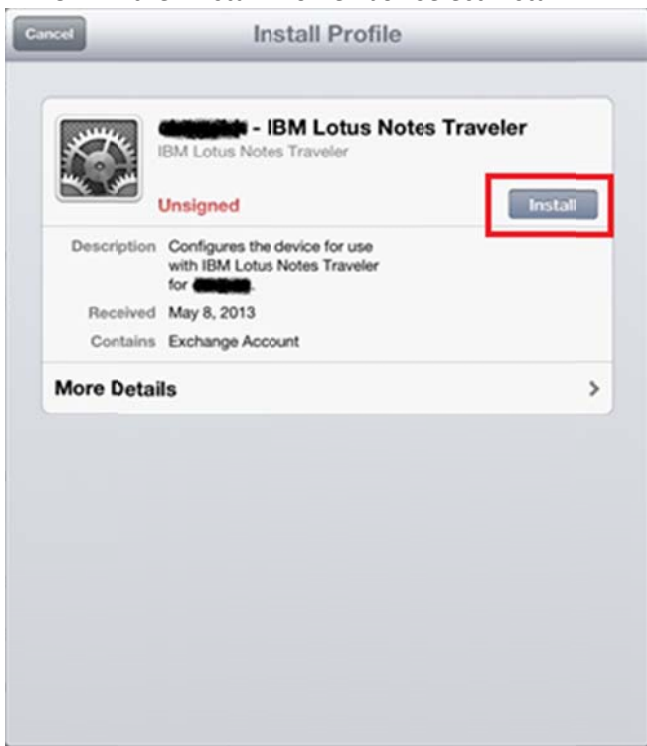 Cancel
Install Profile
- IBM Lotus Notes Traveler
IBM Lotus Notes Traveler
Unsigned
Install
Description Configures the device for use
with IBM Lotus Notes Traveler
for
Received May 8, 2013
Contains Exchange Account
More Details